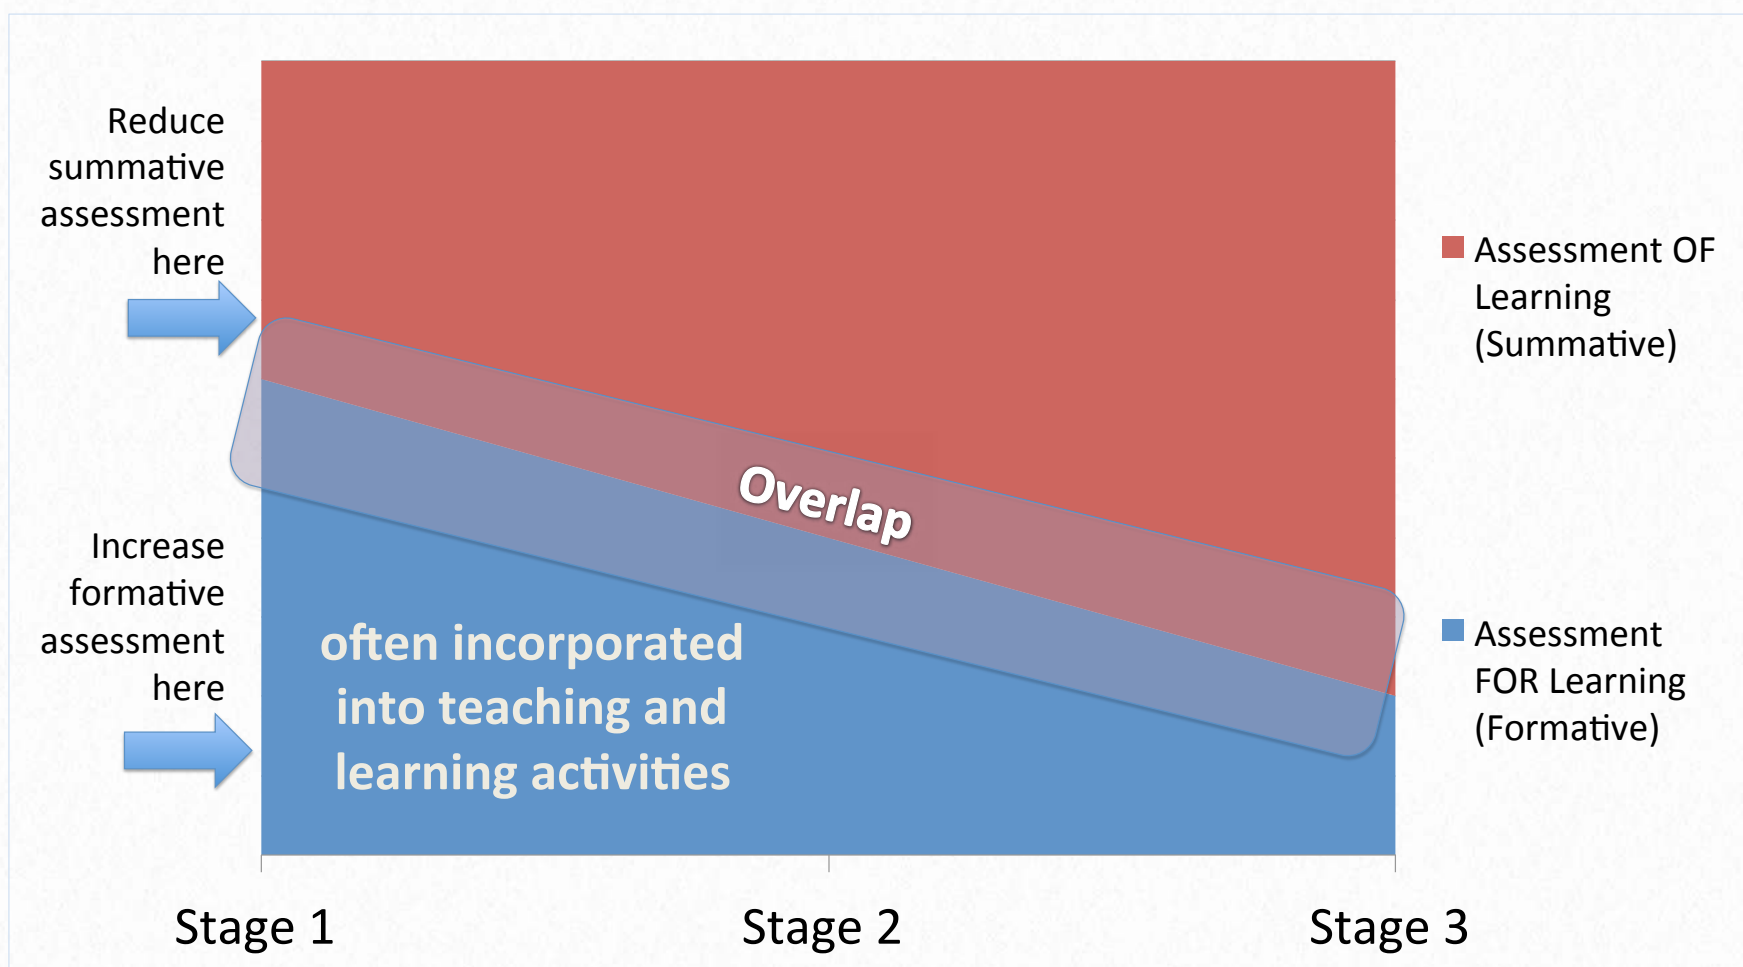 Reduce
summative
assessment
here
Increase
formative
assessment
here
Overlap
often incorporated
into teaching and
learning activities
Assessment OF
Learning
(Summative)
Assessment
FOR Learning
(Formative)
Stage 1
Stage 2
Stage 3